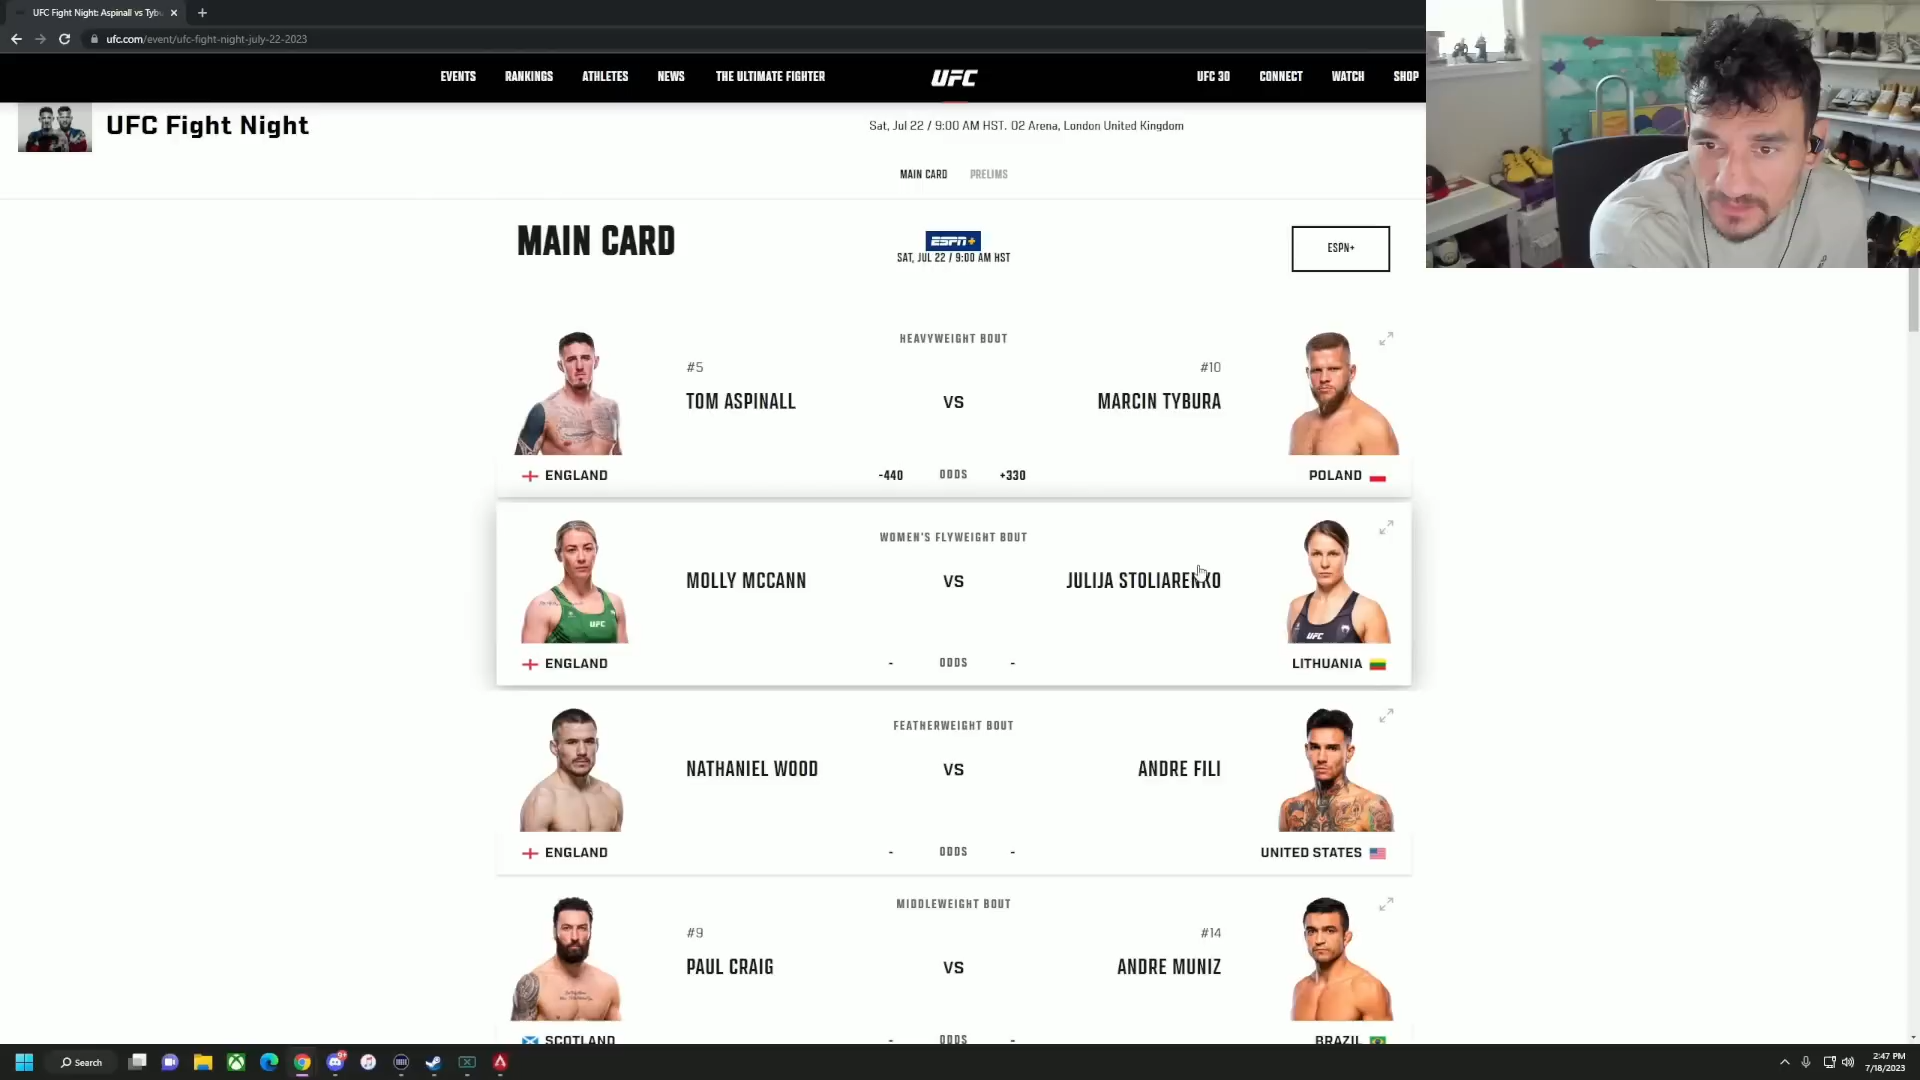 UFC Fight Night: Aspinall vs Tyb
ufc.com/event/ufc-fight-night-july-22-2023
EVENTS RANKINGS ATHLETES NEWS THE ULTIMATE FIGHTER UFC UFC 30 CONNECT WATCH SHOP
UFC Fight Night
Sat, Jul 22 / 9:00 AM HST. O2 Arena, London United Kingdom
MAIN CARD PRELIMS
MAIN CARD
ESPN+
SAT, JUL 22 / 9:00 AM HST
ESPN+
HEAVYWEIGHT BOUT
#5 #10
TOM ASPINALL VS MARCIN TYBURA
ENGLAND -440 ODDS +330 POLAND
WOMEN'S FLYWEIGHT BOUT
MOLLY MCCANN VS JULIJA STOLIARENKO
UFC UFC
ENGLAND - ODDS - LITHUANIA
FEATHERWEIGHT BOUT
NATHANIEL WOOD VS ANDRE FILI
ENGLAND - ODDS - UNITED STATES
MIDDLEWEIGHT BOUT
#9 #14
PAUL CRAIG VS ANDRE MUNIZ
SCOTLAND - ODDS - BRAZIL
Search
2:47 PM
7/18/2023